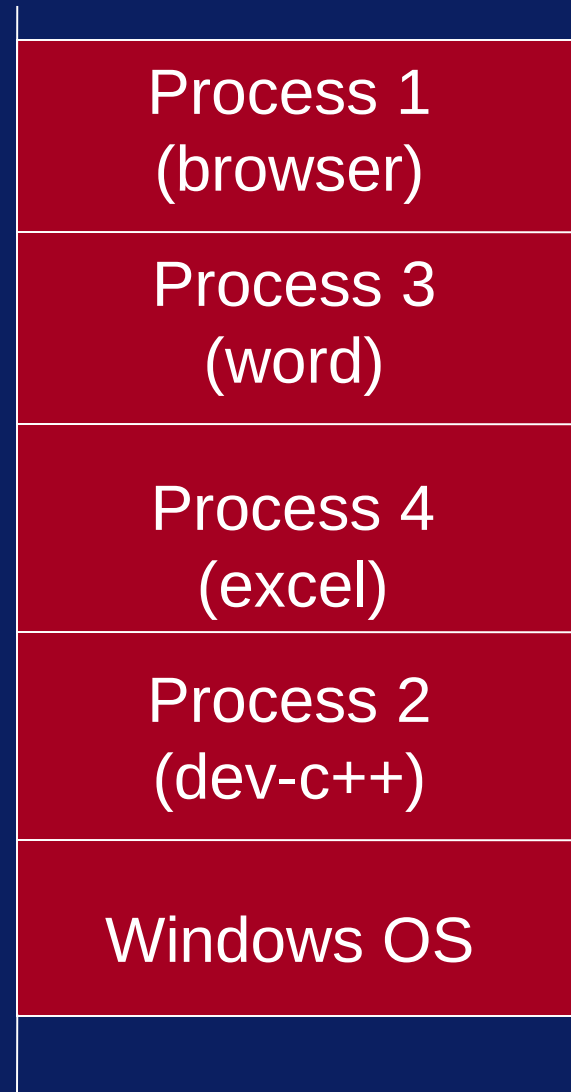 Process 1
(browser)
Process 3
(word)
Process 4
(excel)
Process 2
(dev-c++)
Windows OS